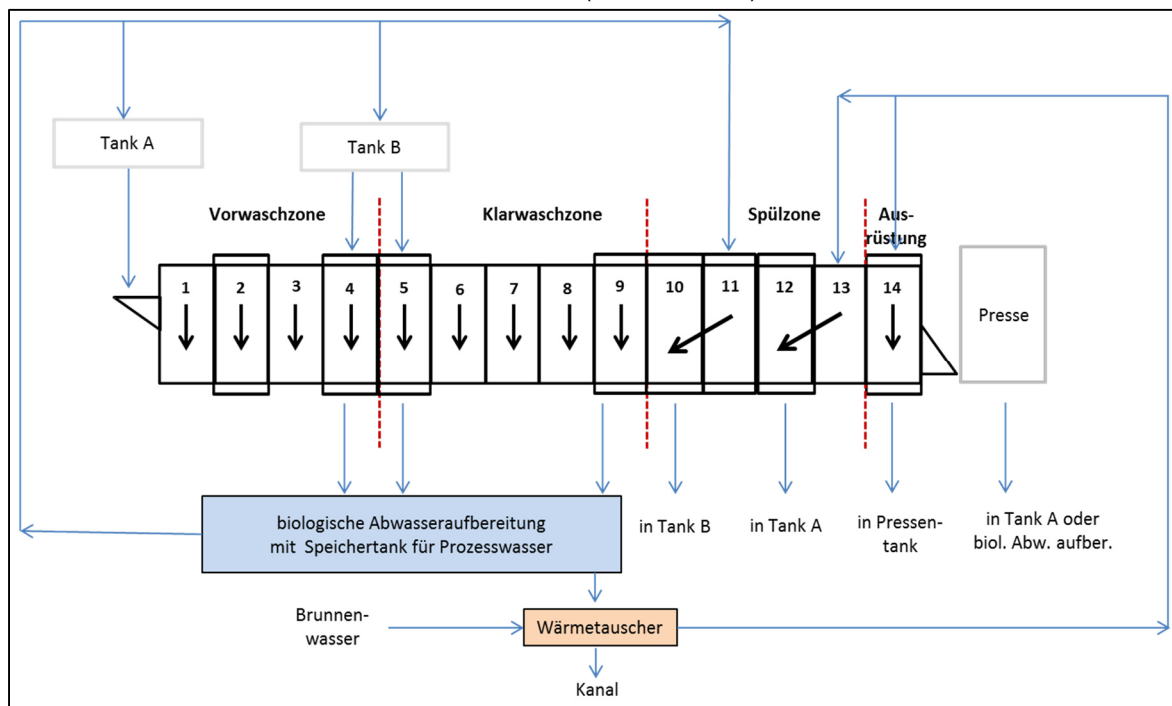 Tank A
Tank B
Vorwaschzone
Klarwaschzone
Spülzone
Aus-
rüstung
1 2 3 4 5 6 7 8 9 10 11 12 13 14
Presse
biologische Abwasseraufbereitung
mit Speichertank für Prozesswasser
in Tank B
in Tank A
in Pressen-
tank
in Tank A oder
biol. Abw. aufber.
Brunnen-
wasser
Wärmetauscher
Kanal